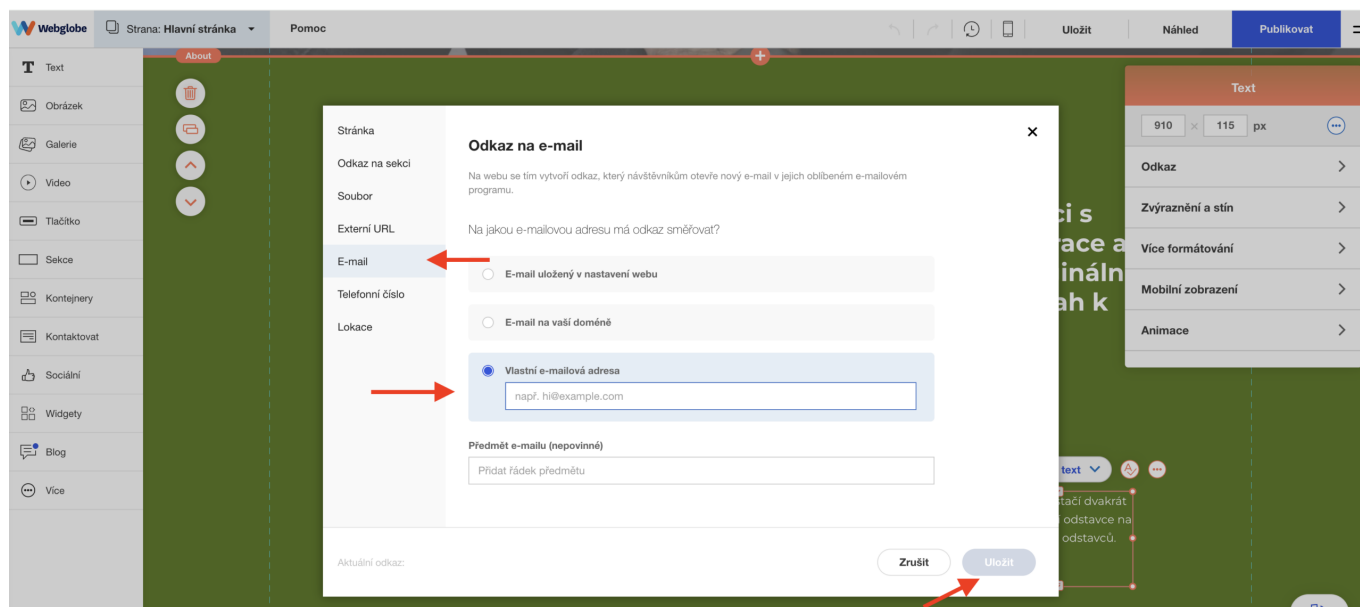 Webglobe
Strana: Hlavní stránka
Pomoc
Uložit
Náhled
Publikovat
Text
Obrázek
Galerie
Video
Tlačítko
Sekce
Kontejnery
Kontaktovat
Sociální
Widgety
Blog
Více
About
Stránka
Odkaz na sekci
Soubor
Externí URL
E-mail
Telefonní číslo
Lokace
Odkaz na e-mail
Na webu se tím vytvoří odkaz, který návštěvníkům otevře nový e-mail v jejich oblíbeném e-mailovém
programu.
Na jakou e-mailovou adresu má odkaz směřovat?
E-mail uložený v nastavení webu
E-mail na vaší doméně
Vlastní e-mailová adresa
např. hi@example.com
Předmět e-mailu (nepovinné)
Přidat řádek předmětu
Aktuální odkaz:
Zrušit
Uložit
Text
910 × 115 px
Odkaz
Zvýraznění a stín
Více formátování
Mobilní zobrazení
Animace
s
a
k
text
dvakrát
odstavce na
odstavců.